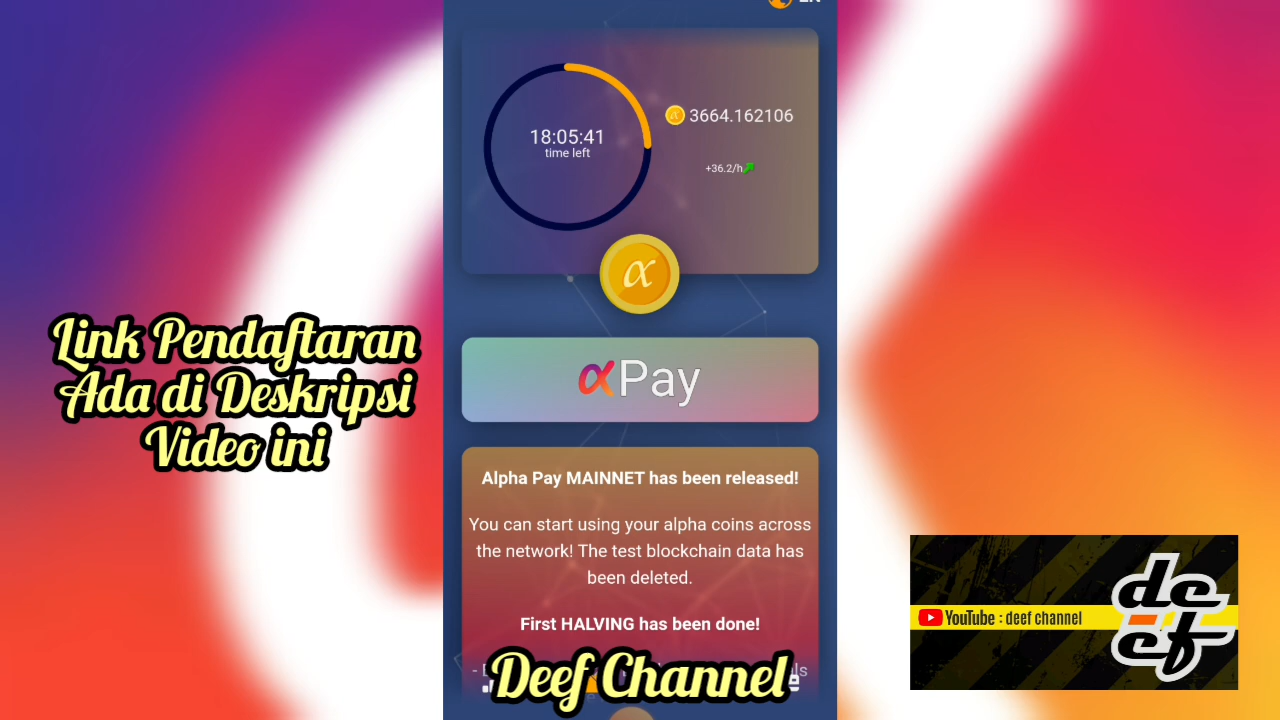 18:05:41
time left
3664.162106
+36.2/h
α
αPay
Link Pendaftaran
Ada di Deskripsi
Video ini
Alpha Pay MAINNET has been released!
You can start using your alpha coins across
the network! The test blockchain data has
been deleted.
First HALVING has been done!
Deef Channel
YouTube : deef channel
deef